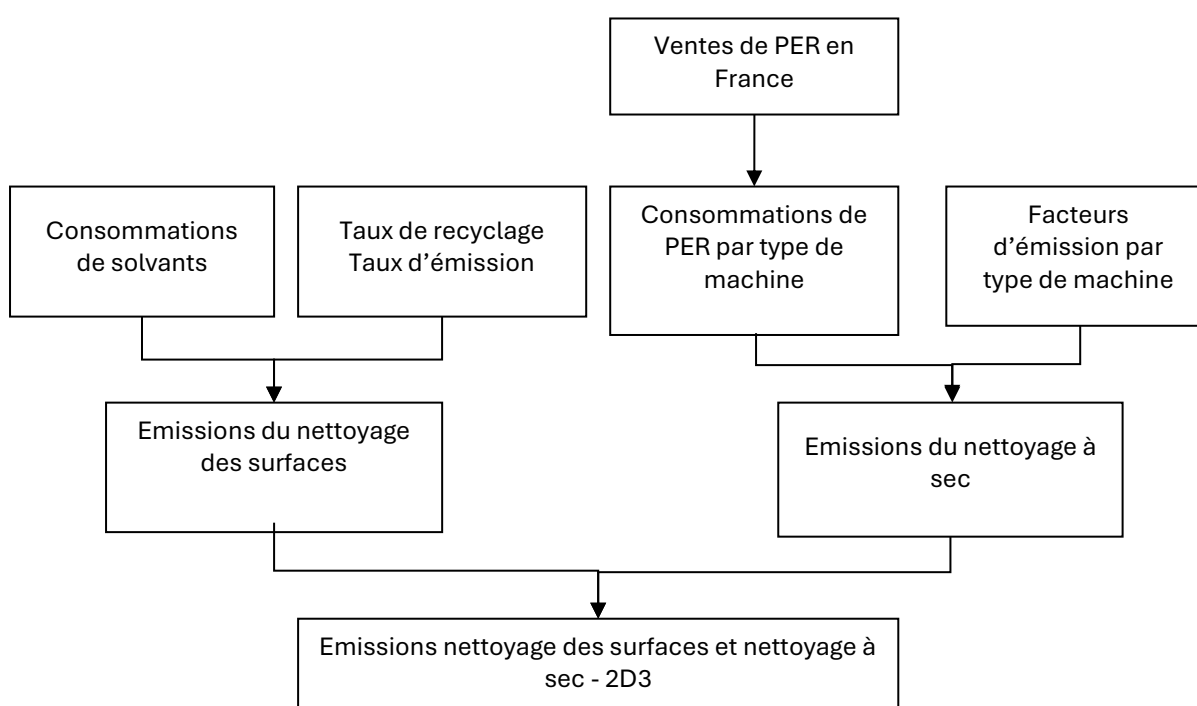 Ventes de PER en
France
Consommations
de solvants
Taux de recyclage
Taux d’émission
Consommations de
PER par type de
machine
Facteurs
d’émission par
type de machine
Emissions du nettoyage
des surfaces
Emissions du nettoyage à
sec
Emissions nettoyage des surfaces et nettoyage à
sec - 2D3